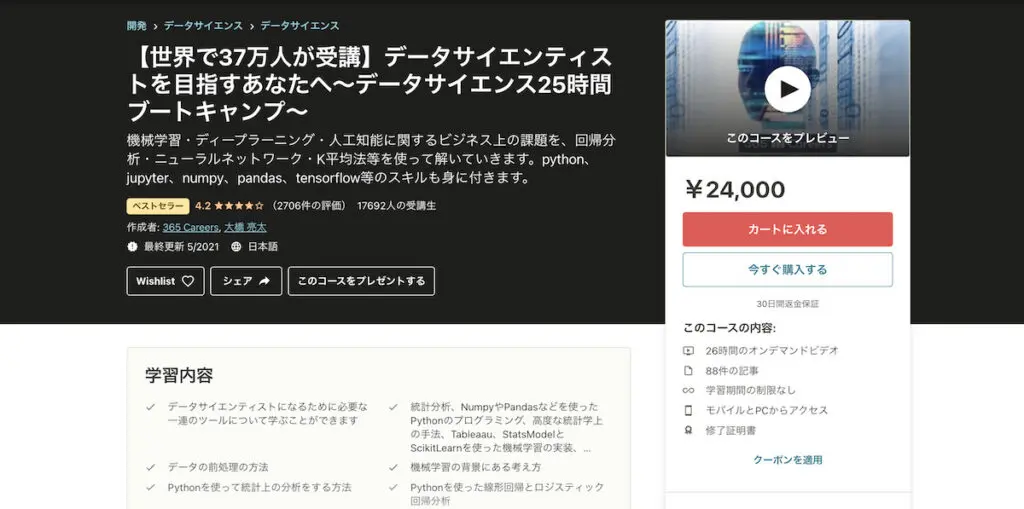 開発 › データサイエンス › データサイエンス
【世界で37万人が受講】データサイエンティス
トを目指すあなたへ〜データサイエンス25時間
ブートキャンプ〜
機械学習・ディープラーニング・人工知能に関するビジネス上の課題を、回帰分
析・ニューラルネットワーク・K平均法等を使って解いていきます。python、
jupyter、numpy、pandas、tensorflow等のスキルも身に付きます。
ベストセラー 4.2 ★★★★☆ （2706件の評価） 17692人の受講生
作成者: 365 Careers, 大橋 亮太
最終更新 5/2021 日本語
Wishlist シェア このコースをプレゼントする
このコースをプレビュー
￥24,000
カートに入れる
今すぐ購入する
30日間返金保証
このコースの内容:
26時間のオンデマンドビデオ
88件の記事
学習期間の制限なし
モバイルとPCからアクセス
修了証明書
クーポンを適用
学習内容
データサイエンティストになるために必要な
一連のツールについて学ぶことができます
データの前処理の方法
Pythonを使って統計上の分析をする方法
統計分析、NumpyやPandasなどを使った
Pythonのプログラミング、高度な統計学上
の手法、Tableaau、StatsModelと
ScikitLearnを使った機械学習の実装、...
機械学習の背景にある考え方
Pythonを使った線形回帰とロジスティック
回帰分析